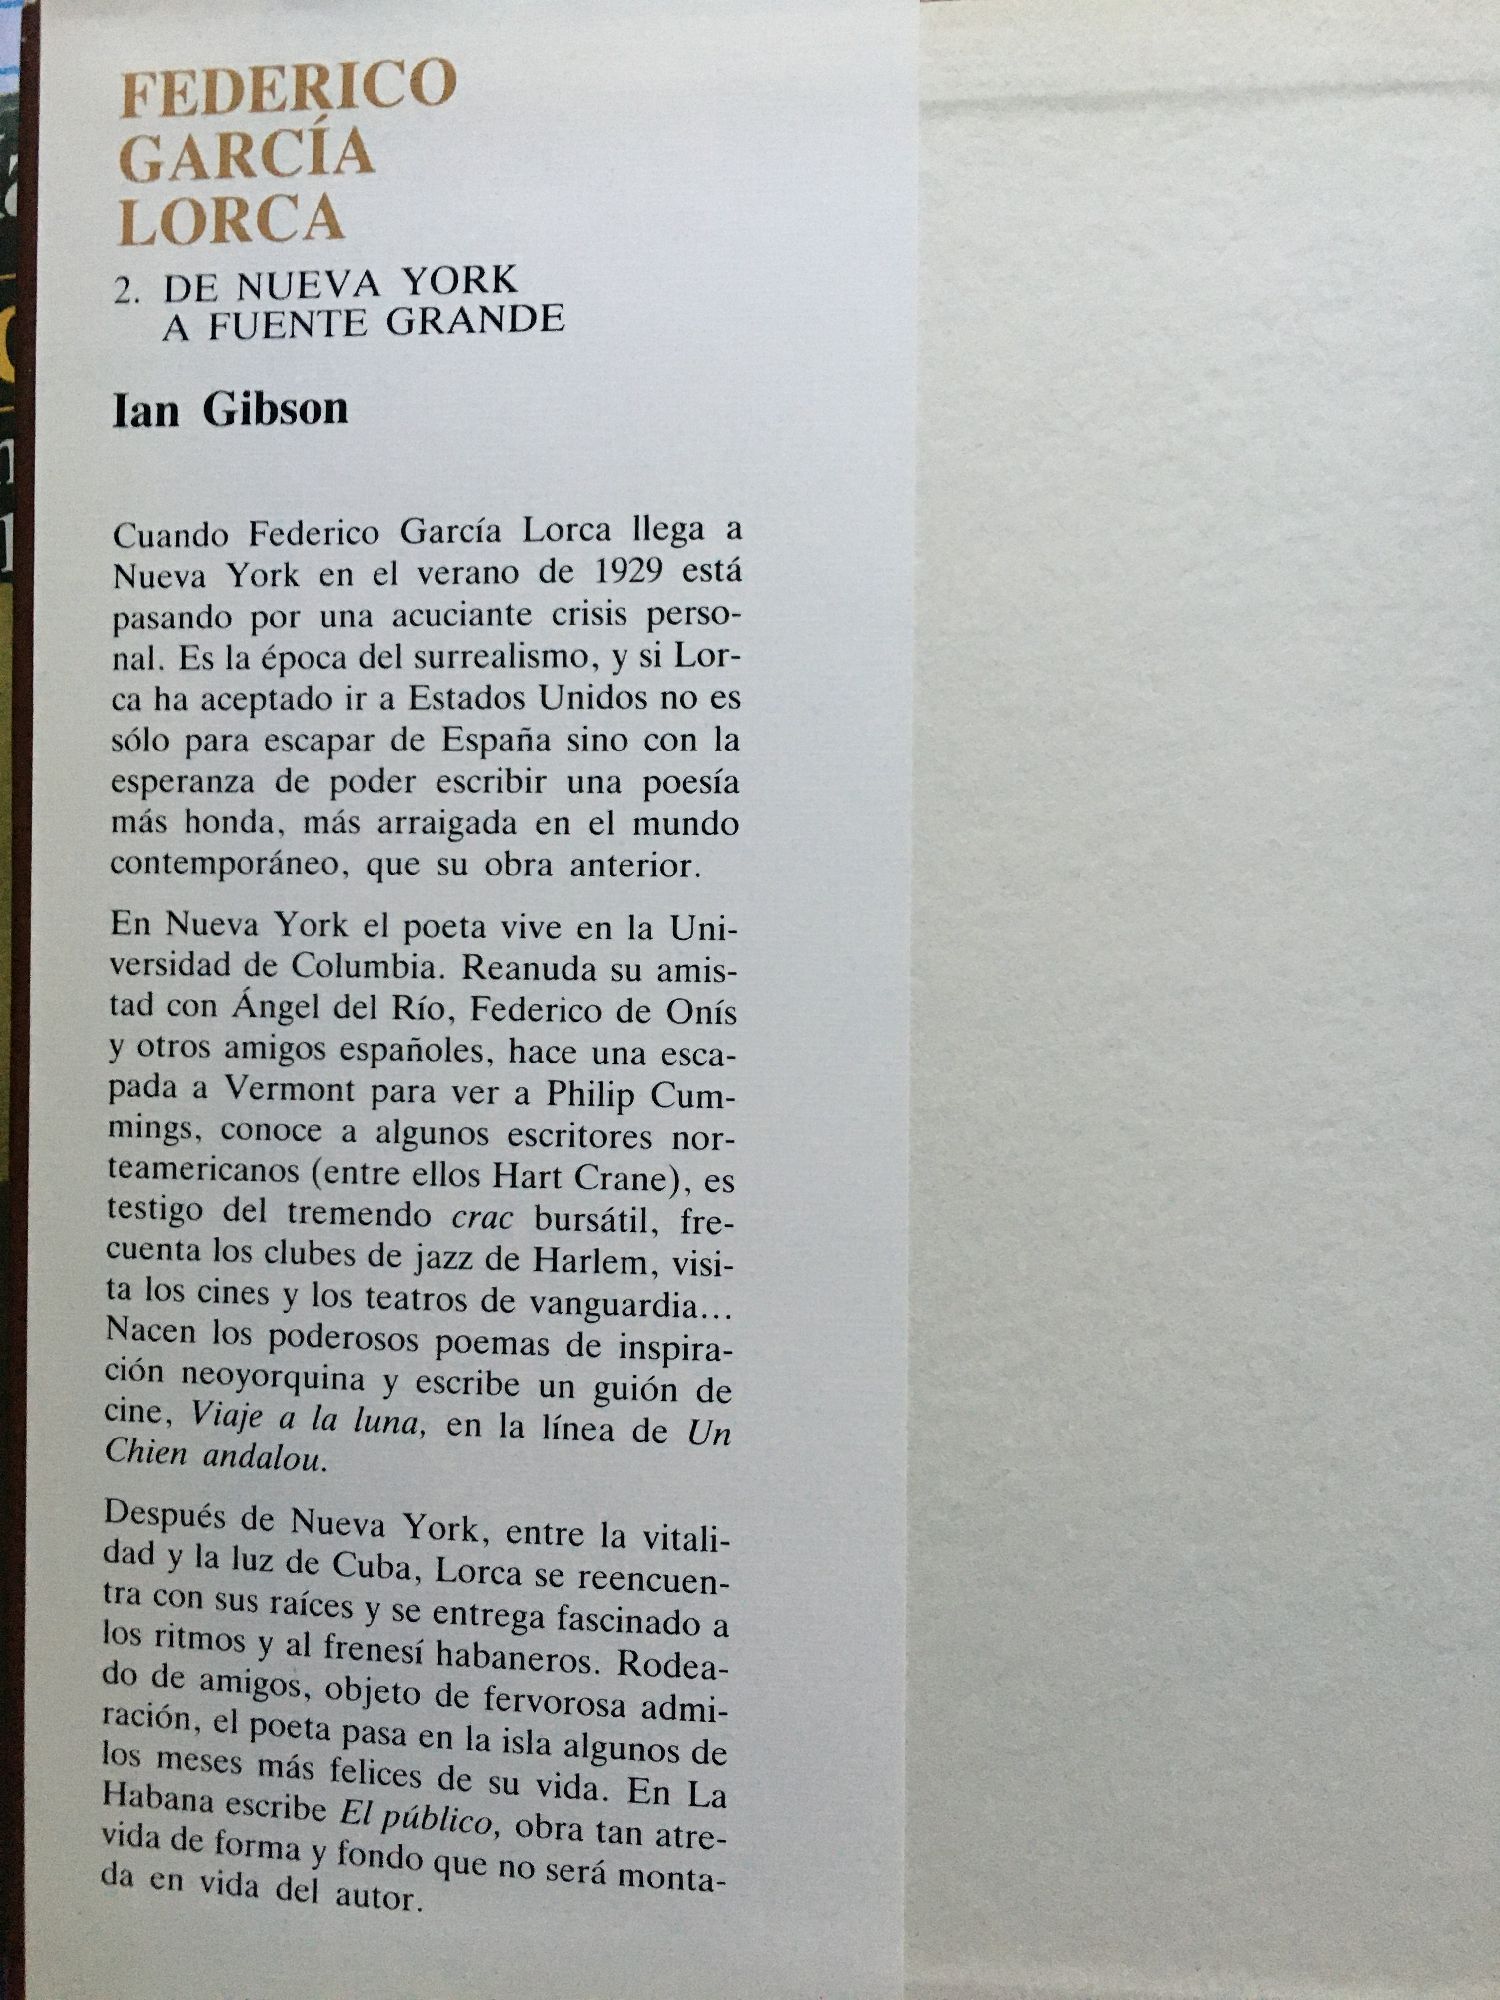 FEDERICO
GARCÍA
LORCA
2. DE NUEVA YORK
A FUENTE GRANDE
Ian Gibson
Cuando Federico García Lorca llega a
Nueva York en el verano de 1929 está
pasando por una acuciante crisis perso-
nal. Es la época del surrealismo, y si Lor-
ca ha aceptado ir a Estados Unidos no es
sólo para escapar de España sino con la
esperanza de poder escribir una poesía
más honda, más arraigada en el mundo
contemporáneo, que su obra anterior.
En Nueva York el poeta vive en la Uni-
versidad de Columbia. Reanuda su amis-
tad con Ángel del Río, Federico de Onís
y otros amigos españoles, hace una esca-
pada a Vermont para ver a Philip Cum-
mings, conoce a algunos escritores nor-
teamericanos (entre ellos Hart Crane), es
testigo del tremendo crac bursátil, fre-
cuenta los clubes de jazz de Harlem, visi-
ta los cines y los teatros de vanguardia...
Nacen los poderosos poemas de inspira-
ción neoyorquina y escribe un guión de
cine, Viaje a la luna, en la línea de Un
Chien andalou.
Después de Nueva York, entre la vitali-
dad y la luz de Cuba, Lorca se reencuen-
tra con sus raíces y se entrega fascinado a
los ritmos y al frenesí habaneros. Rodea-
do de amigos, objeto de fervorosa admi-
ración, el poeta pasa en la isla algunos de
los meses más felices de su vida. En La
Habana escribe El público, obra tan atre-
vida de forma y fondo que no será monta-
da en vida del autor.